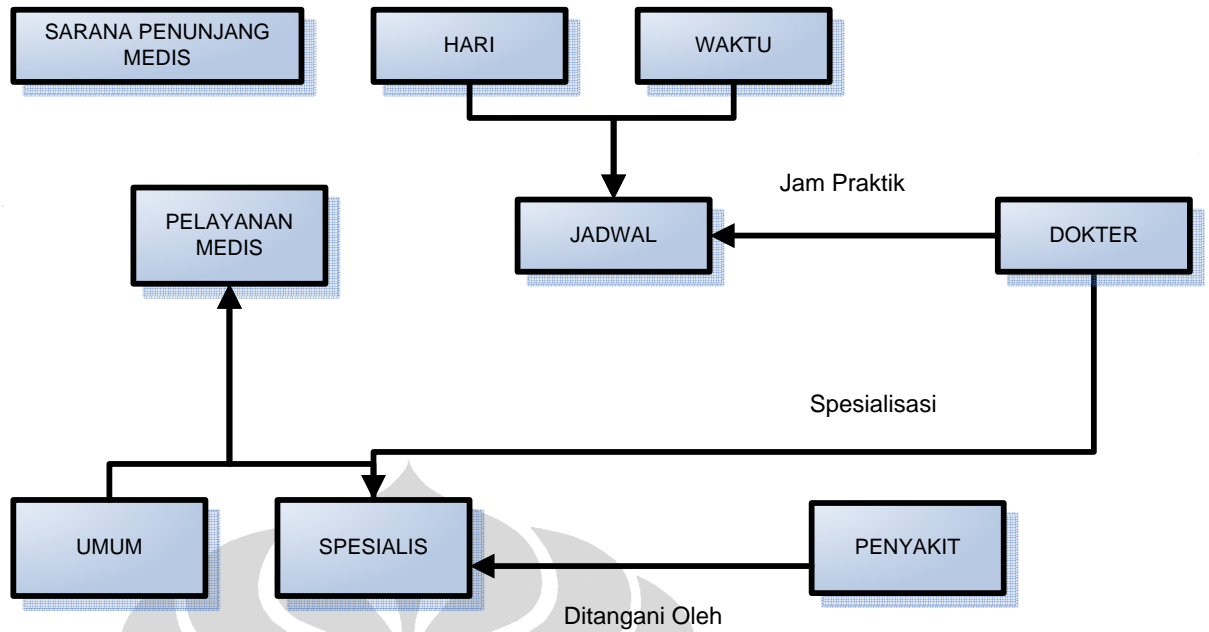 SARANA PENUNJANG
MEDIS
HARI
WAKTU
Jam Praktik
PELAYANAN
MEDIS
JADWAL
DOKTER
Spesialisasi
UMUM
SPESIALIS
PENYAKIT
Ditangani Oleh